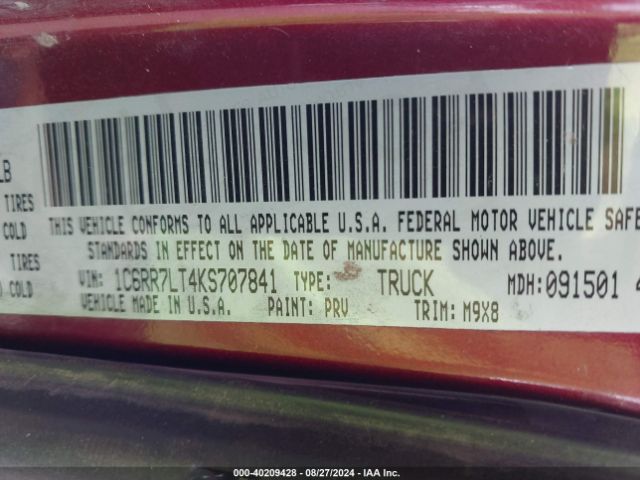 LB
TIRES
COLD
THIS VEHICLE CONFORMS TO ALL APPLICABLE U.S.A. FEDERAL MOTOR VEHICLE SAFE
STANDARDS IN EFFECT ON THE DATE OF MANUFACTURE SHOWN ABOVE.
TIRES
COLD
VIN: 1C6RR7LT4KS707841 TYPE: TRUCK MDH: 091501 4
VEHICLE MADE IN U.S.A. PAINT: PRV TRIM: M9X8
000-40209428 - 08/27/2024 - IAA Inc.